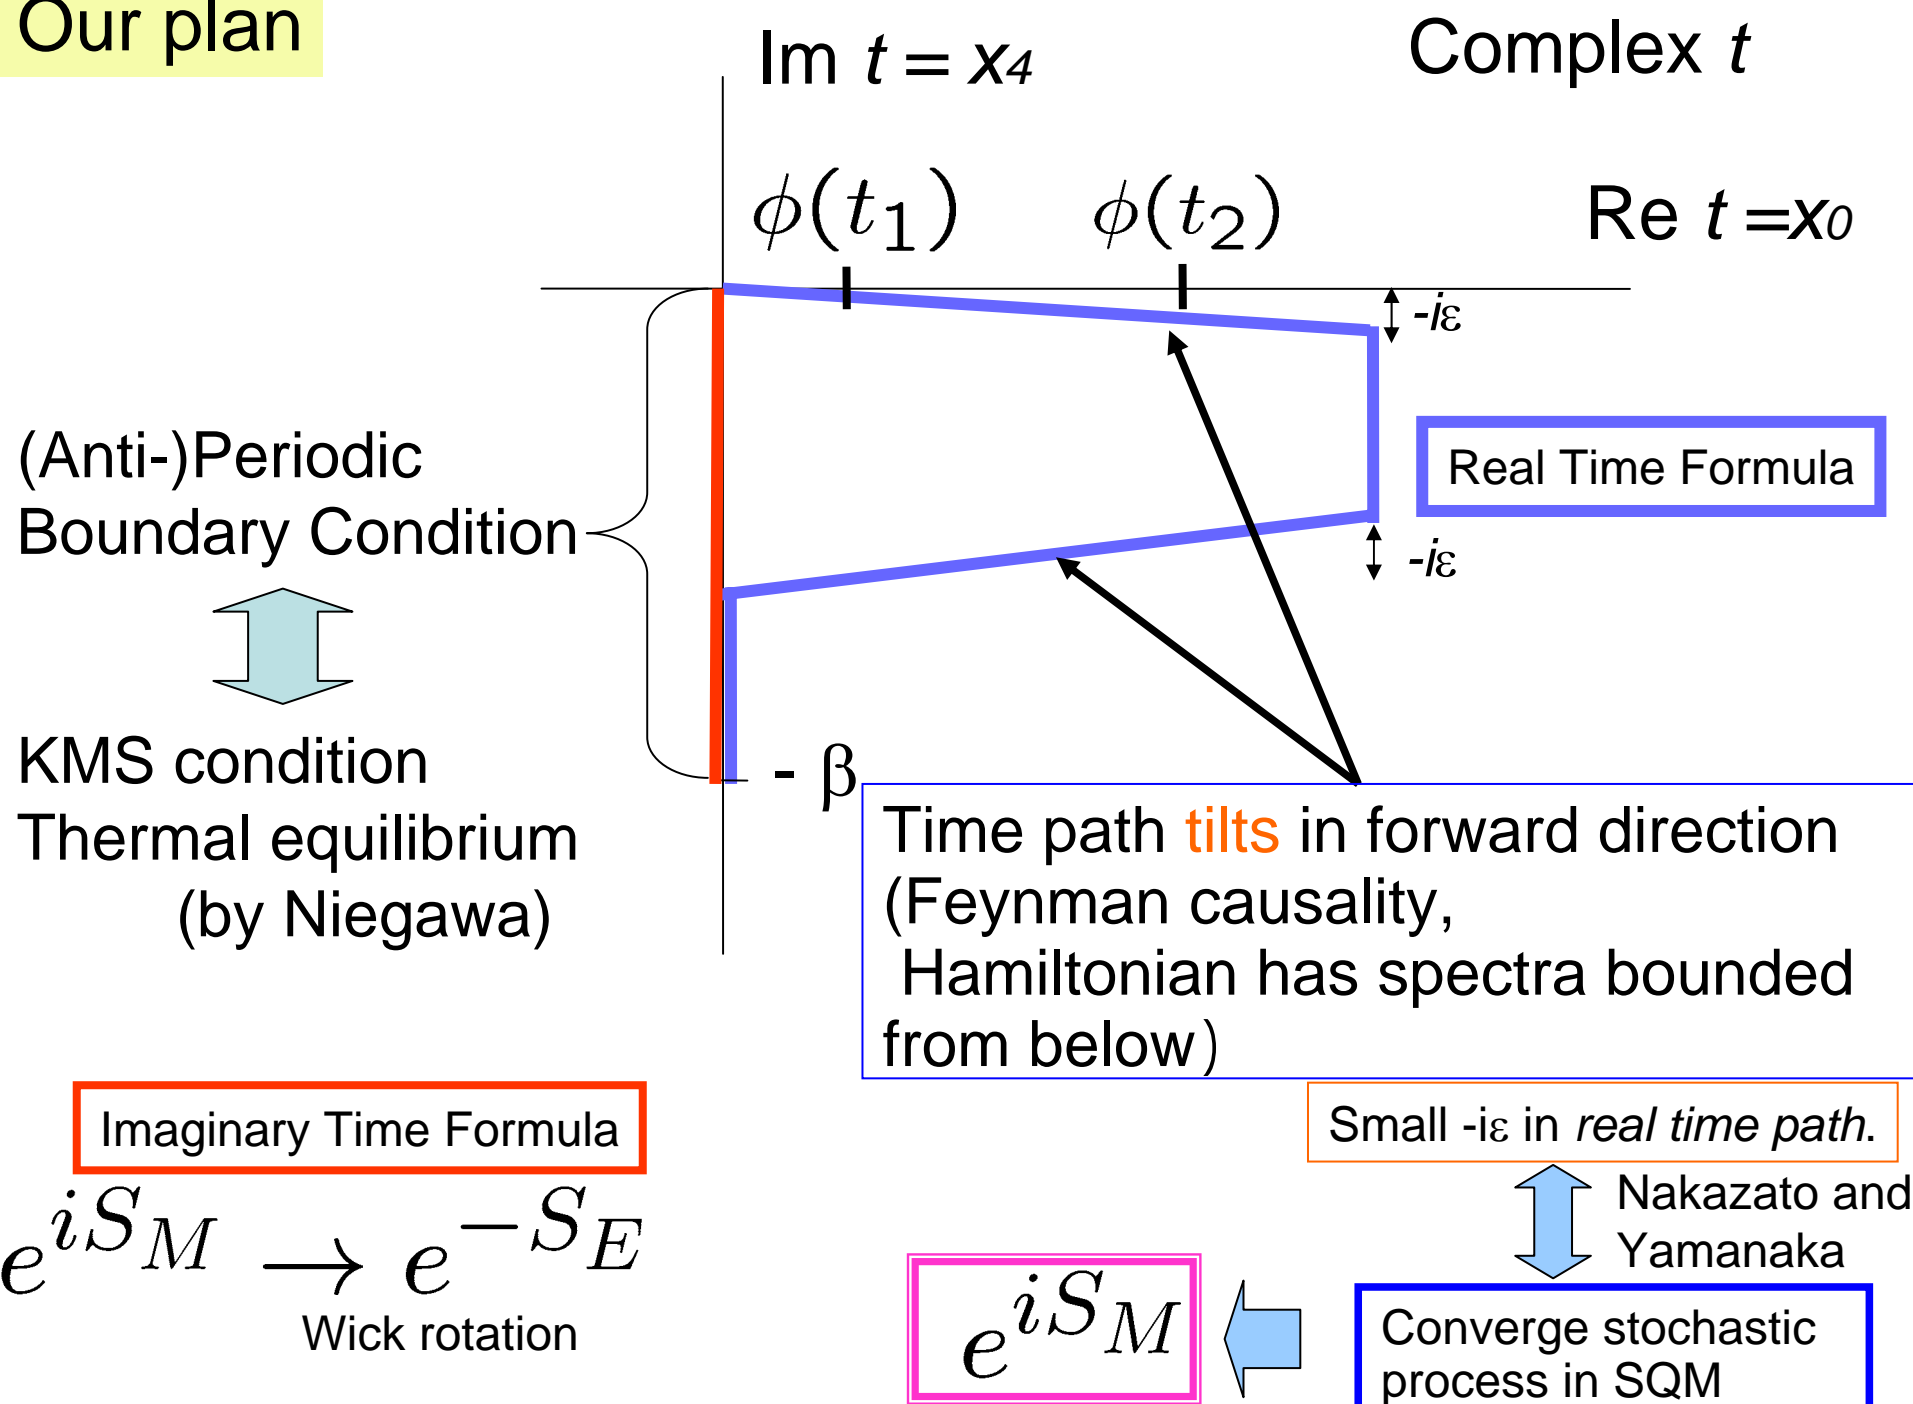 Our plan
Im t = x4
Complex t
ϕ(t1)
ϕ(t2)
Re t =x0
-iε
Real Time Formula
-iε
(Anti-)Periodic
Boundary Condition
KMS condition
Thermal equilibrium
(by Niegawa)
- β
Time path tilts in forward direction
(Feynman causality,
Hamiltonian has spectra bounded
from below)
Imaginary Time Formula
e^{iS_M} → e^{-S_E}
Wick rotation
Small -iε in real time path.
Nakazato and
Yamanaka
e^{iS_M}
Converge stochastic
process in SQM